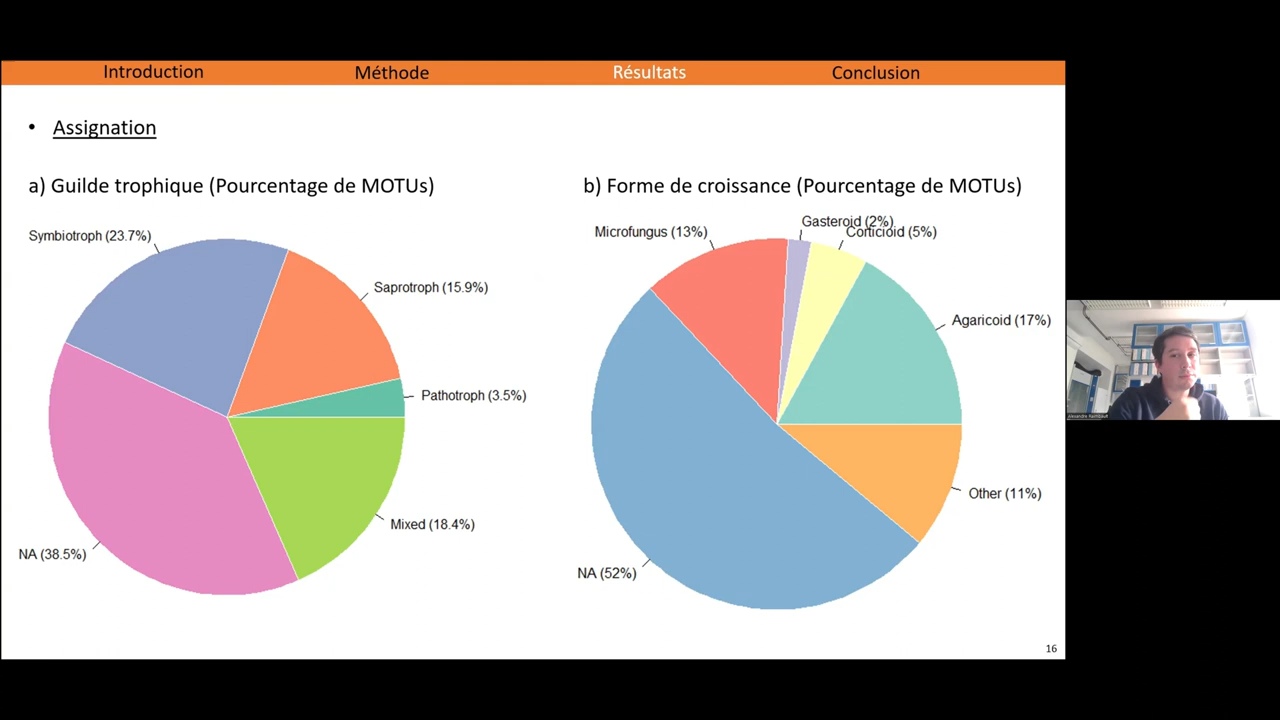 Introduction
Méthode
Résultats
Conclusion
• Assignation
a) Guilde trophique (Pourcentage de MOTUs)
b) Forme de croissance (Pourcentage de MOTUs)
Symbiotroph (23.7%)
Saprotroph (15.9%)
Pathotroph (3.5%)
Mixed (18.4%)
NA (38.5%)
Microfungus (13%)
Gasteroid (2%)
Corticioid (5%)
Agaricoid (17%)
Other (11%)
NA (52%)
16